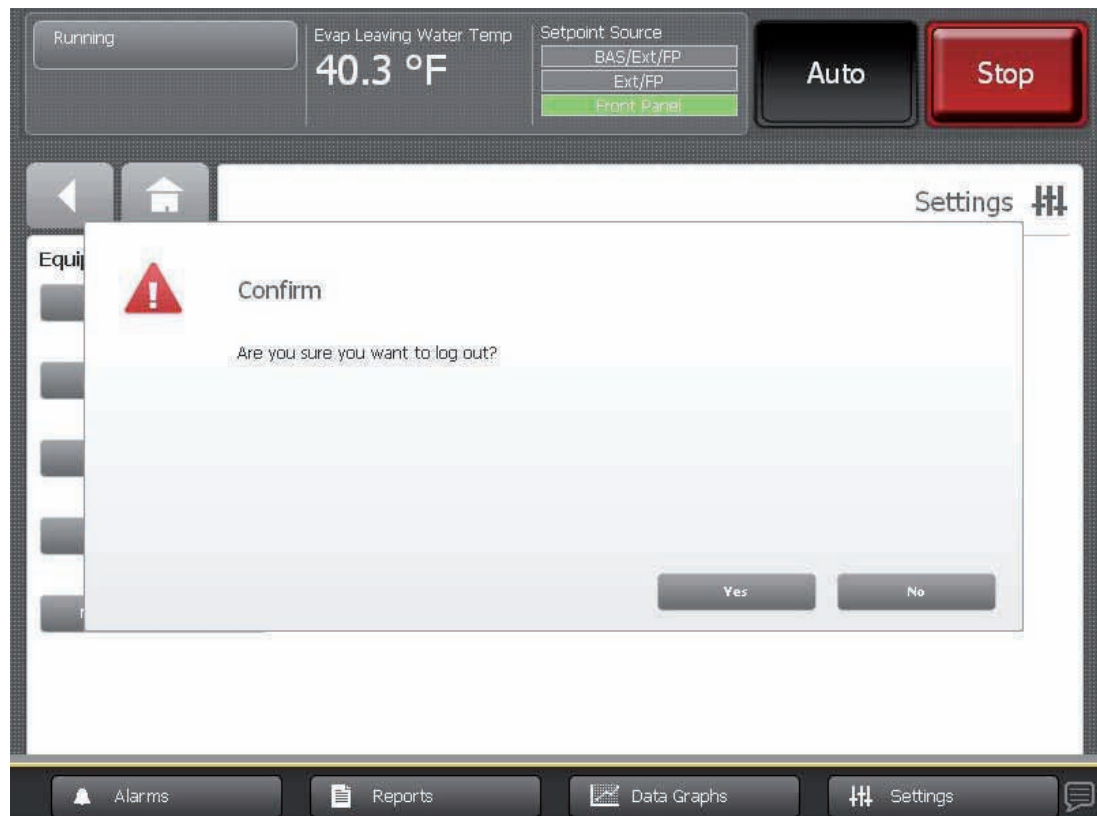 Running
Evap Leaving Water Temp
40.3 °F
Setpoint Source
BAS/Ext/FP
Ext/FP
Front Panel
Auto
Stop
Settings
Confirm
Are you sure you want to log out?
Yes
No
Alarms
Reports
Data Graphs
Settings